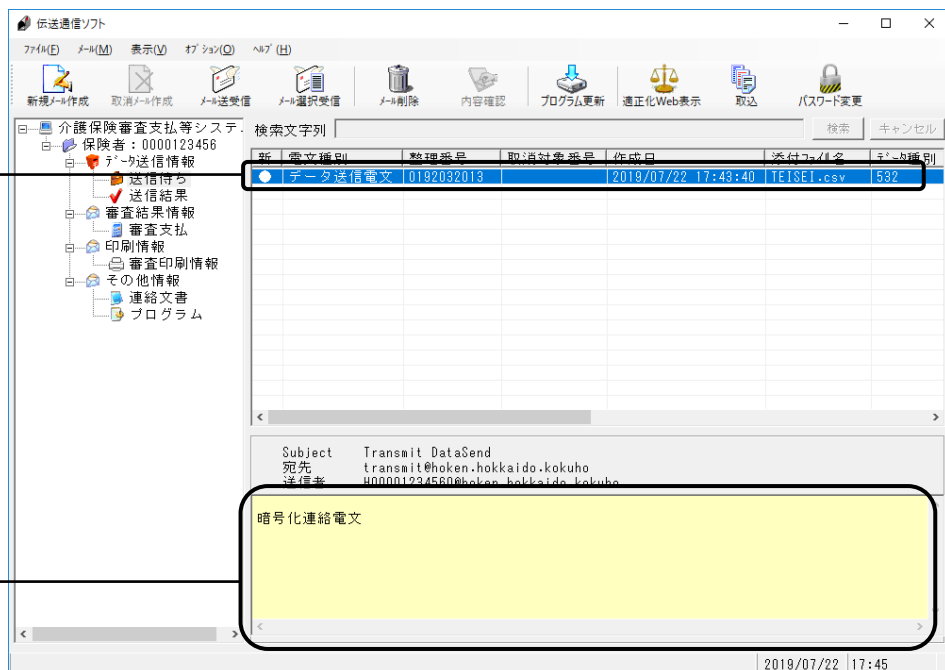 伝送通信ソフト
ファイル(F) メール(M) 表示(V) オプション(O) ヘルプ(H)
新規メール作成 取消メール作成 メール送受信 メール選択受信 メール削除 内容確認 プログラム更新 適正化Web表示 取込 パスワード変更
介護保険審査支払等システ
保険者:0000123456
データ送信情報
送信待ち
送信結果
審査結果情報
審査支払
印刷情報
審査印刷情報
その他情報
連絡文書
プログラム
検索文字列 検索 キャンセル
新 電文種別 整理番号 取消対象番号 作成日 添付ファイル名 データ種別
● データ送信電文 0192032013 2019/07/22 17:43:40 TEISEI.csv 532
Subject Transmit DataSend
宛先 transmit@hoken.hokkaido.kokuho
送信者 H00001234560@hoken.hokkaido.kokuho
暗号化連絡電文
2019/07/22 17:45